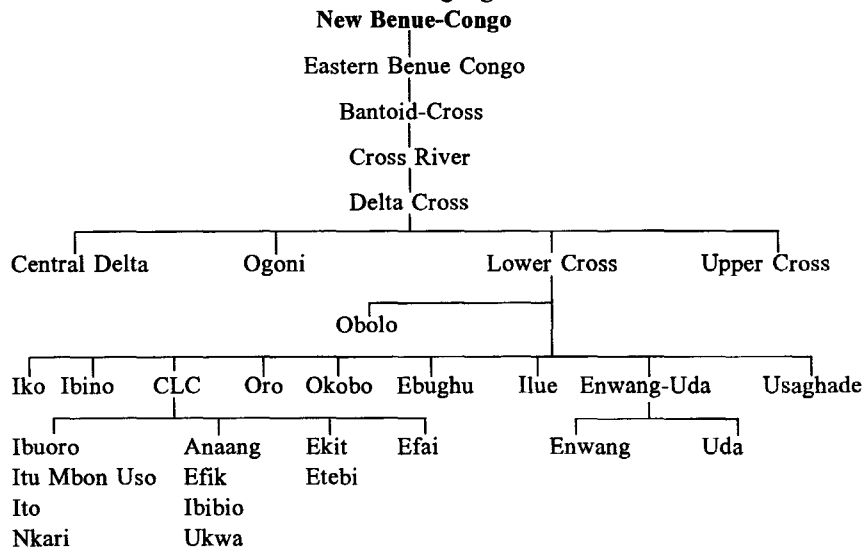 New Benue-Congo
Eastern Benue Congo
Bantoid-Cross
Cross River
Delta Cross
Central Delta Ogoni Lower Cross Upper Cross
Obolo
Iko Ibino CLC Oro Okobo Ebughu Ilue Enwang-Uda Usaghade
Ibuoro Anaang Ekit Efai Enwang Uda
Itu Mbon Uso Efik Etebi
Ito Ibibio
Nkari Ukwa